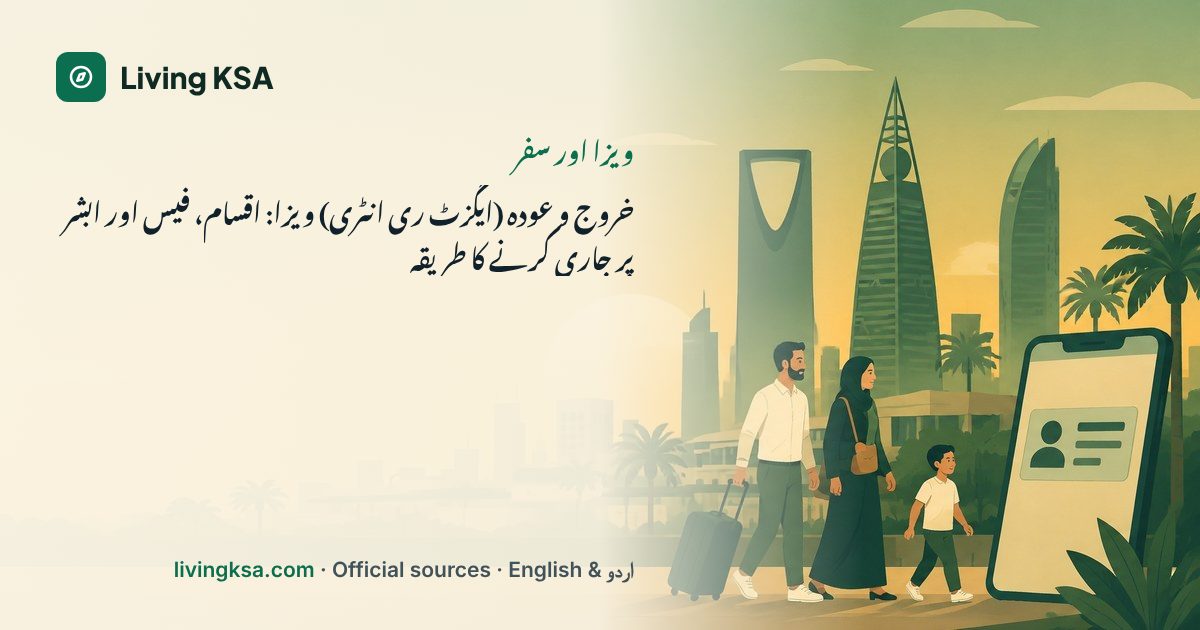 Living KSA
ویزا اور سفر
خروج و عودہ (ایگزٹ ری انٹری) ویزا: اقسام، فیس اور ابشر
پر جاری کرنے کا طریقہ
livingksa.com · Official sources · English & اردو